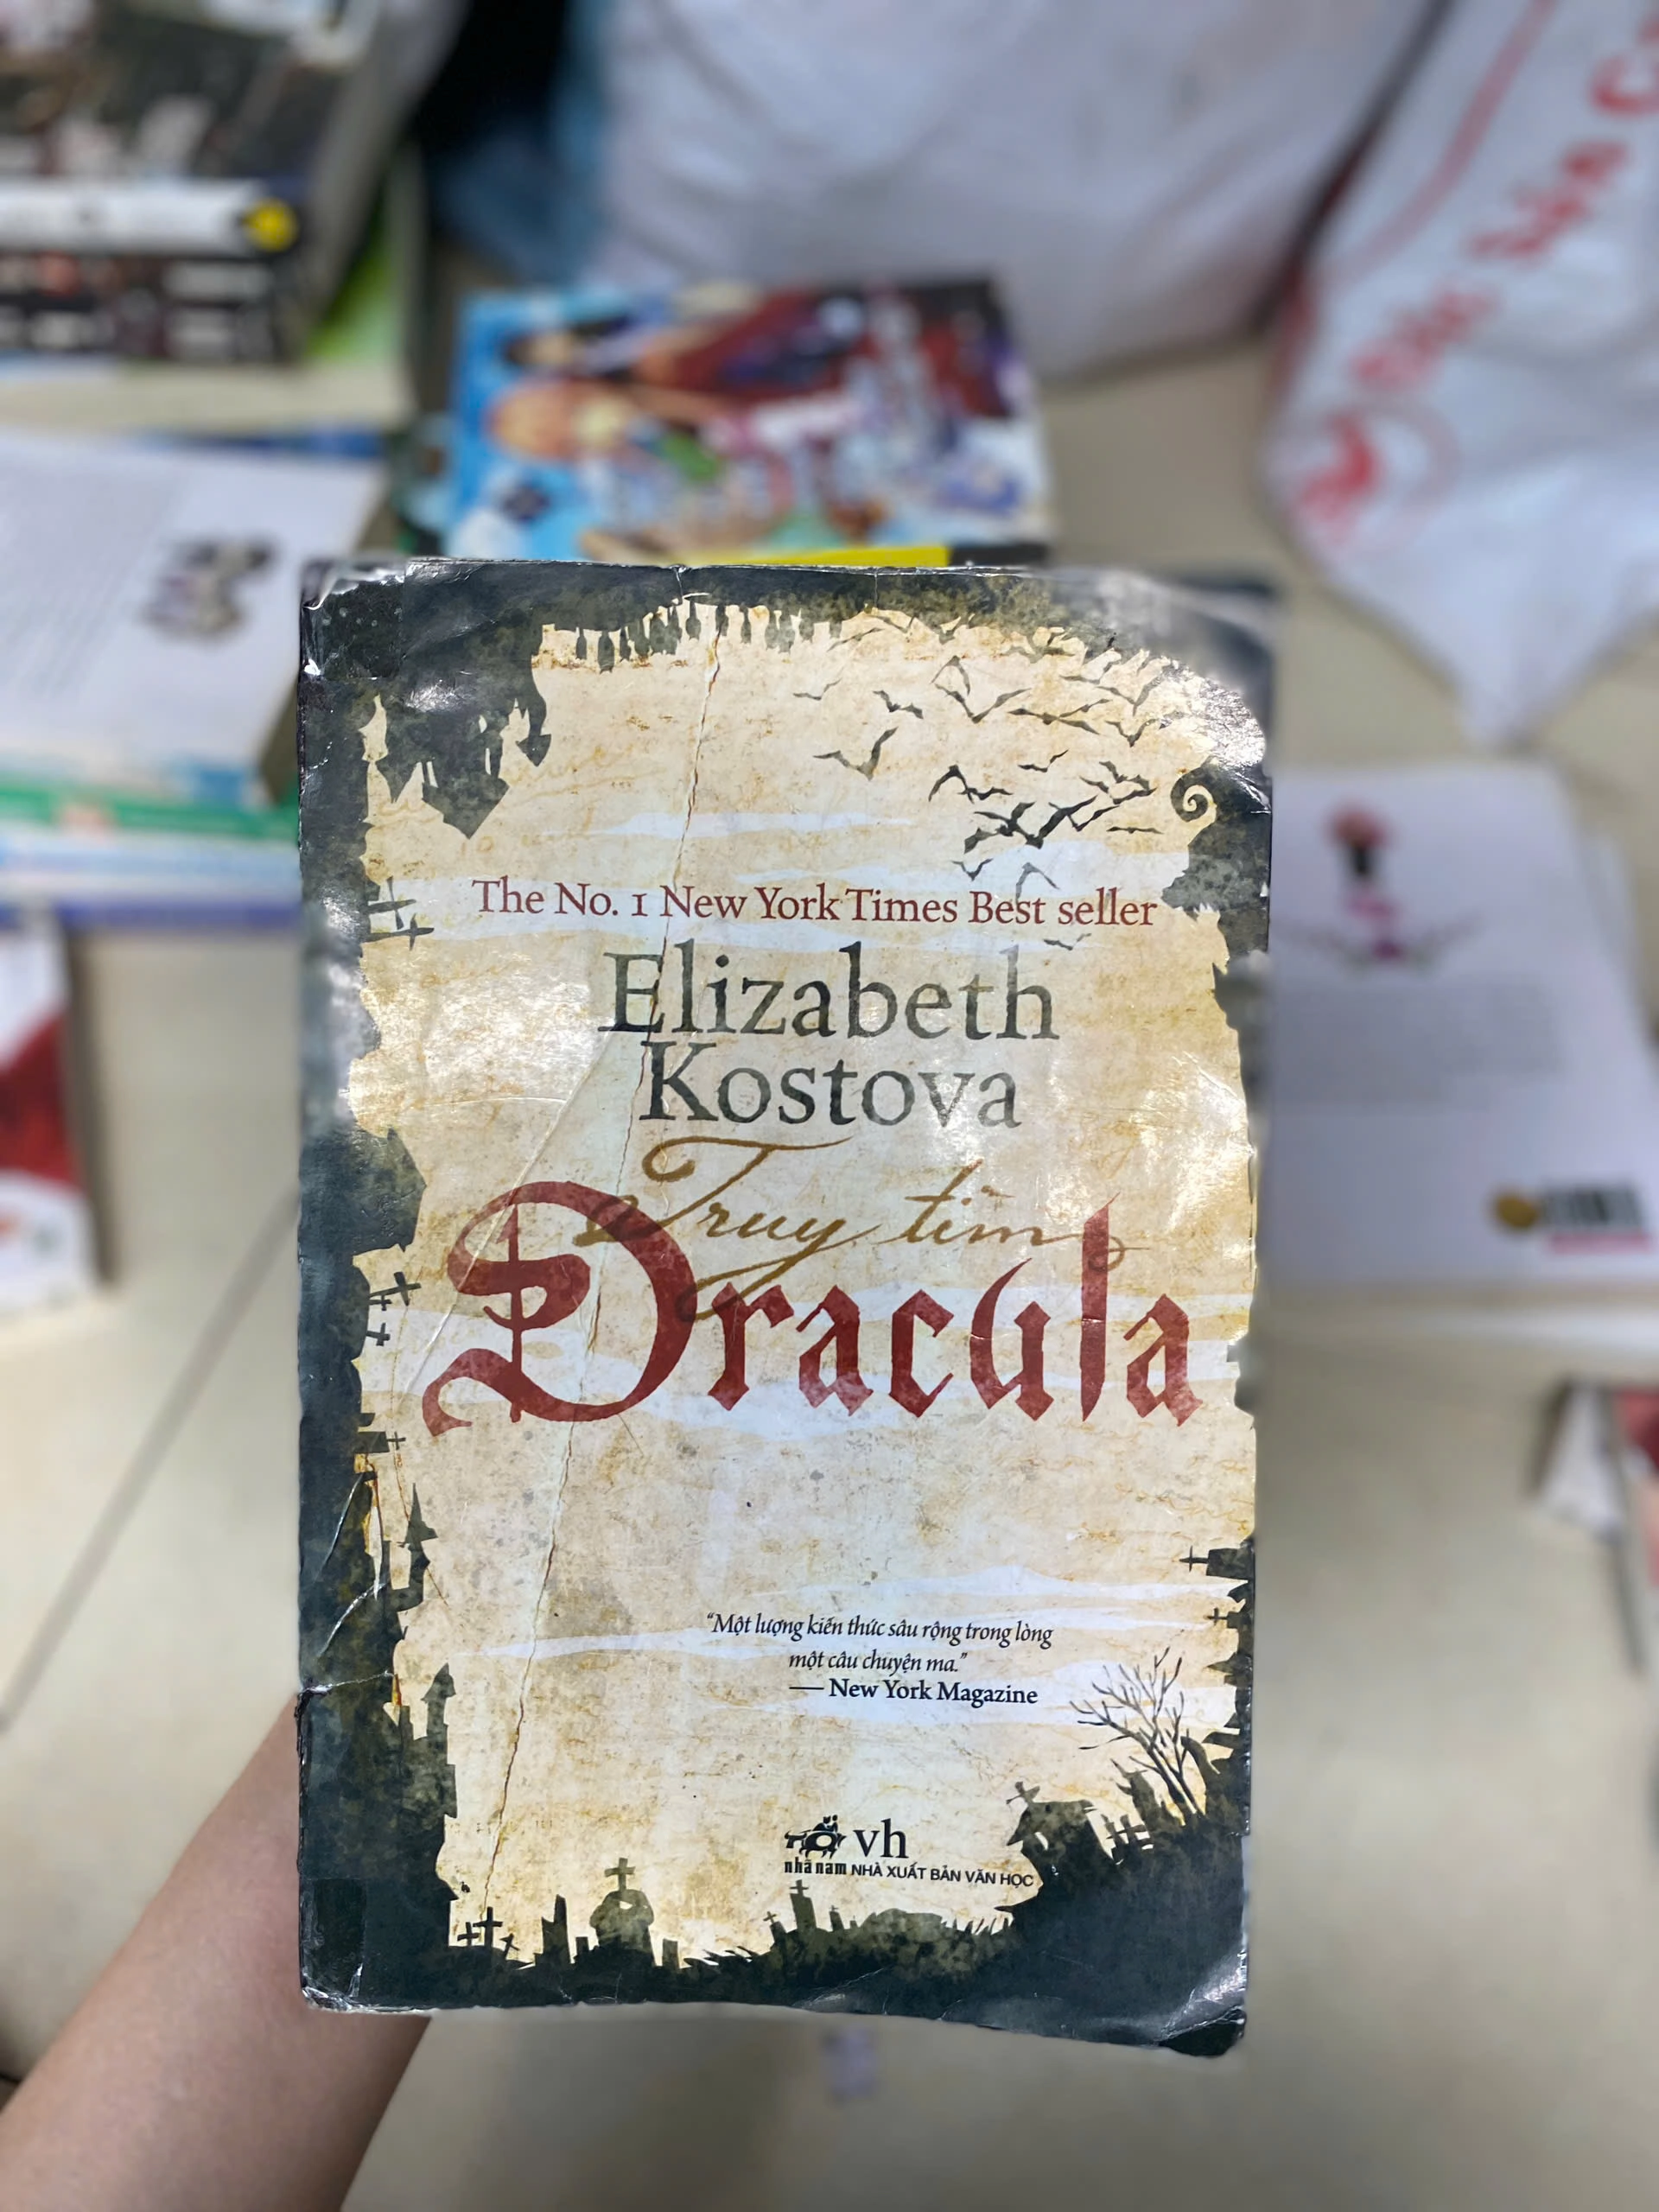 The No. 1 New York Times Best seller
Elizabeth
Kostova
Truy tìm
Dracula
“Một lượng kiến thức sâu rộng trong lòng
một câu chuyện ma.”
— New York Magazine
vh
nhã nam NHÀ XUẤT BẢN VĂN HỌC